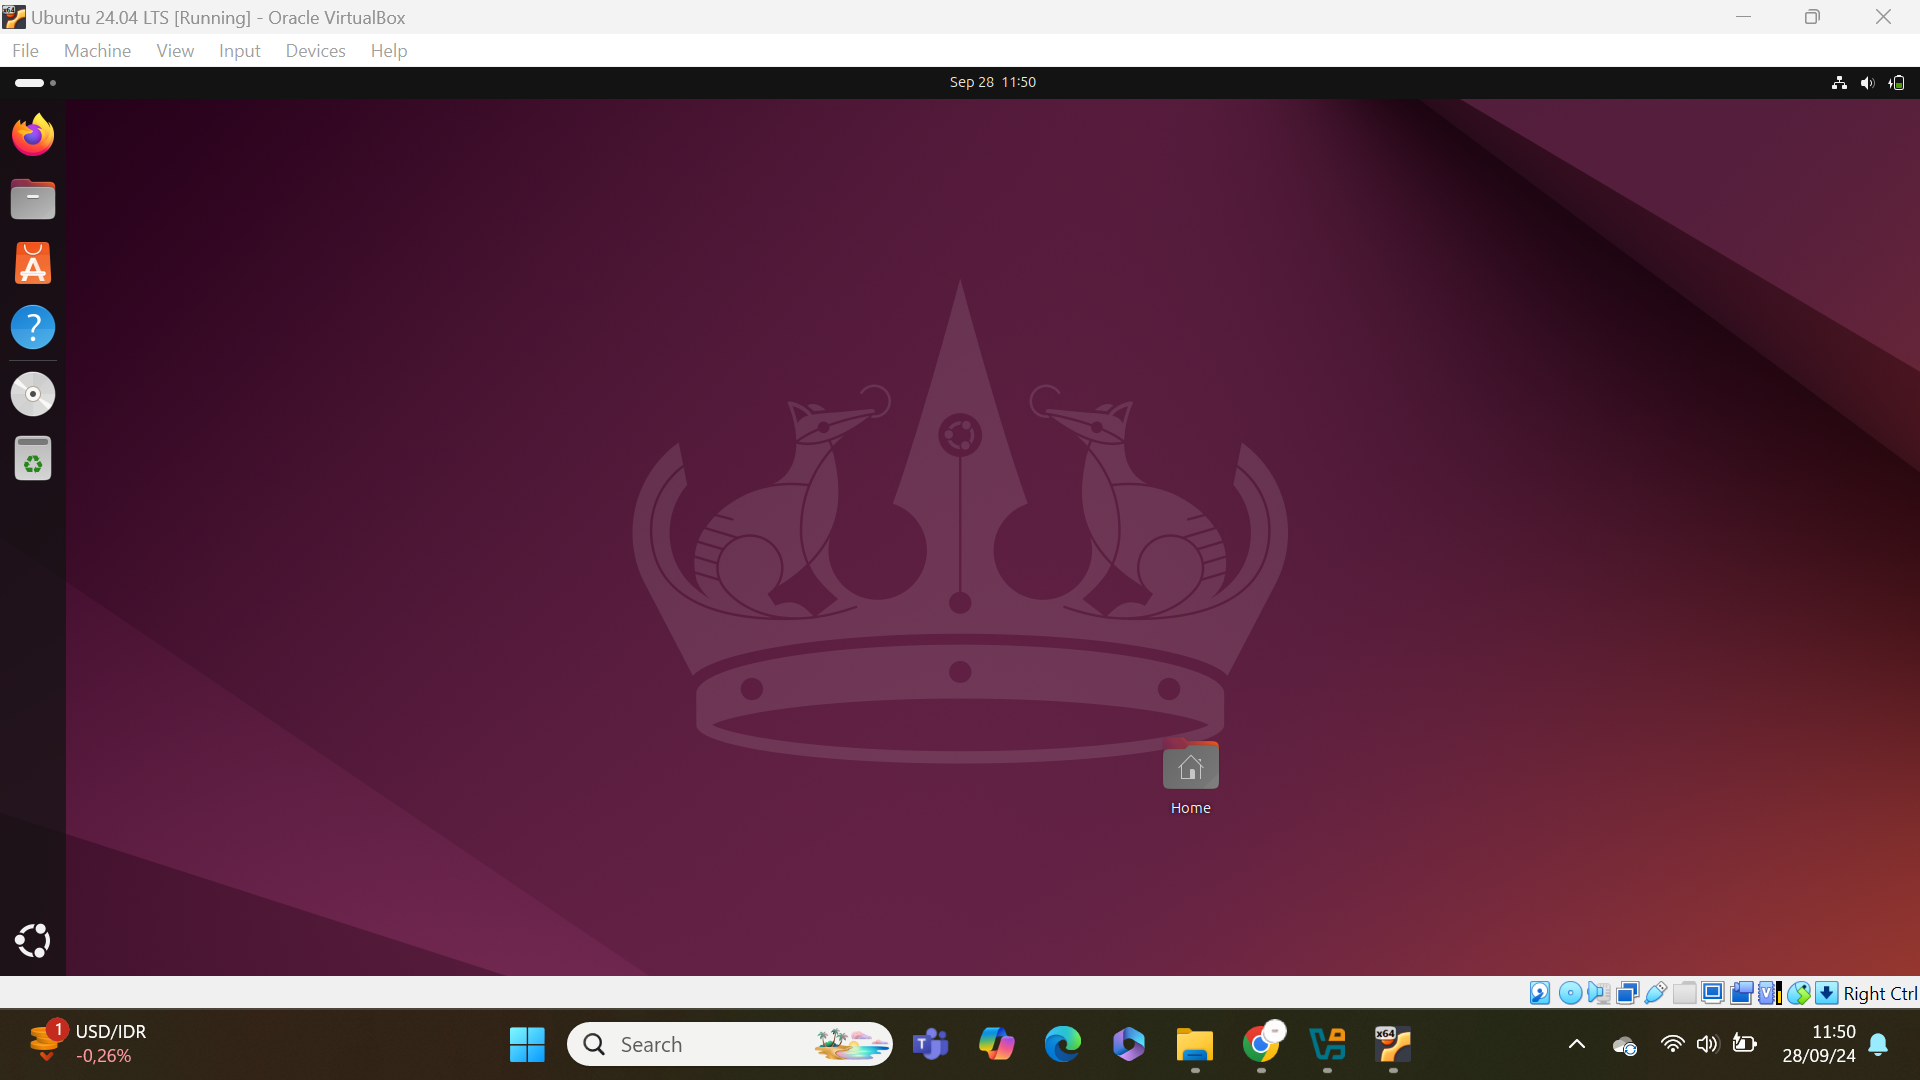 Ubuntu 24.04 LTS [Running] - Oracle VirtualBox
File Machine View Input Devices Help
Sep 28 11:50
Home
Right Ctrl
1
USD/IDR
-0,26%
Search
x64
11:50
28/09/24